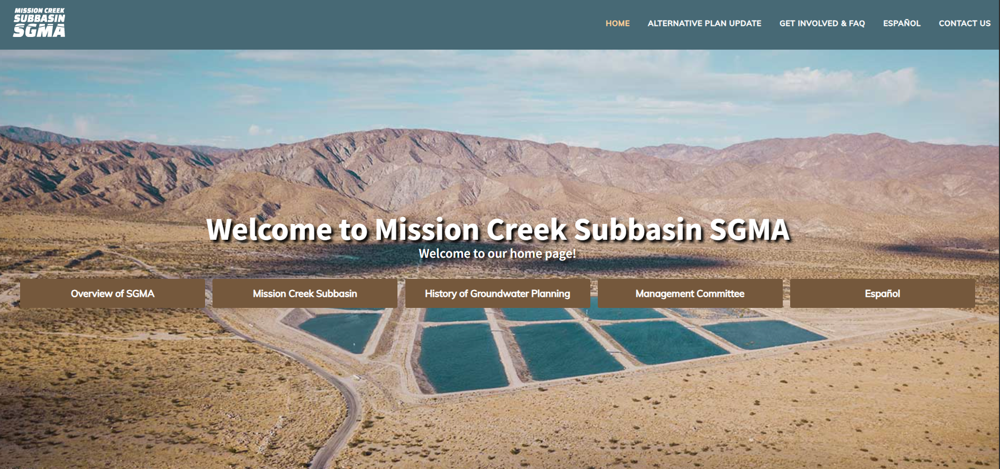 MISSION CREEK
SUBBASIN
SGMA
HOME
ALTERNATIVE PLAN UPDATE
GET INVOLVED & FAQ
ESPAÑOL
CONTACT US
Welcome to Mission Creek Subbasin SGMA
Welcome to our home page!
Overview of SGMA
Mission Creek Subbasin
History of Groundwater Planning
Management Committee
Español